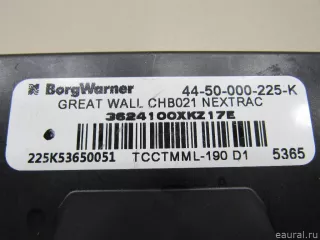 BorgWarner 44-50-000-225-K
GREAT WALL CHB021 NEXTRAC
3624100XKZ17E
225K53650051 TCCTMML-190 D1 5365
eaural.ru